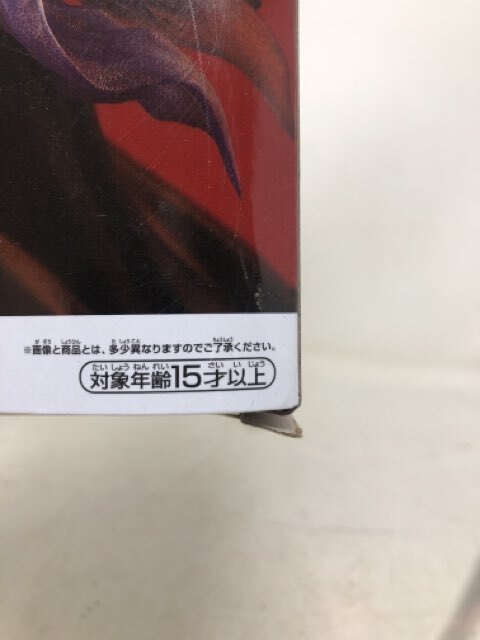 ※画像と商品とは、多少異なりますのでご了承ください。
対象年齢15才以上